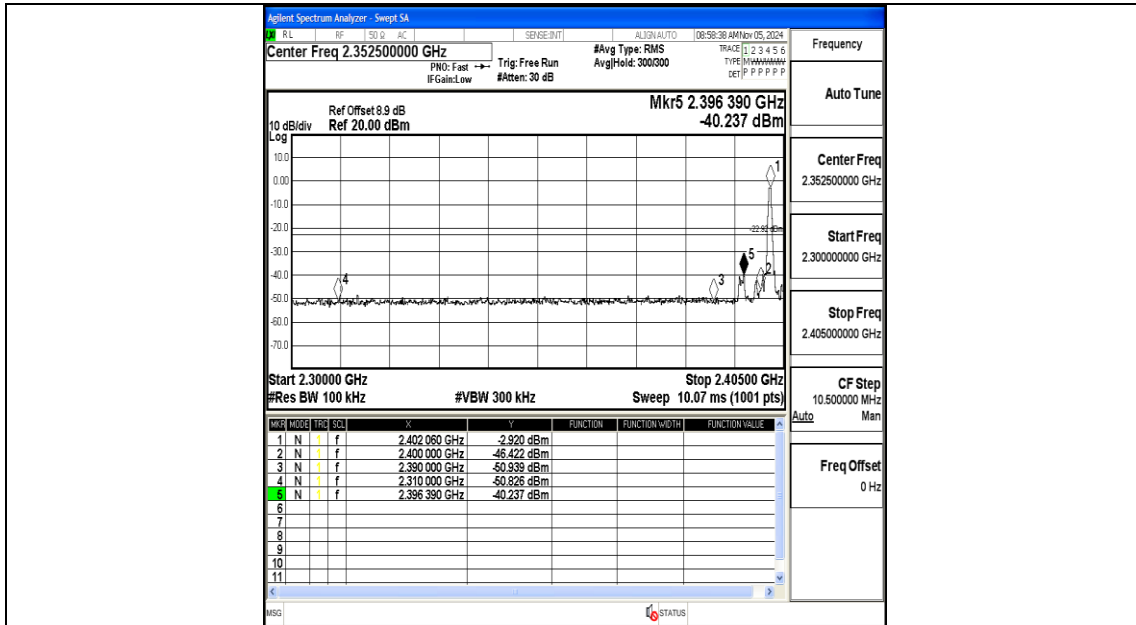 Agilent Spectrum Analyzer - Swept SA
RL RF 50 Ω AC SENSE:INT ALIGN AUTO 08:58:38 AM Nov 05, 2024
Center Freq 2.352500000 GHz
PNO: Fast
IFGain:Low
Trig: Free Run
#Atten: 30 dB
#Avg Type: RMS
Avg|Hold: 300/300
TRACE 1 2 3 4 5 6
TYPE MWWWWW
DET P P P P P P
Ref Offset 8.9 dB
Ref 20.00 dBm
10 dB/div
Log
Mkr5 2.396 390 GHz
-40.237 dBm
10.0
0.00
-10.0
-20.0
-30.0
-40.0
-50.0
-60.0
-70.0
1
-22.92 dBm
5
2
3
4
Start 2.30000 GHz Stop 2.40500 GHz
#Res BW 100 kHz #VBW 300 kHz Sweep 10.07 ms (1001 pts)
MKR MODE TRC SCL X Y FUNCTION FUNCTION WIDTH FUNCTION VALUE
1 N 1 f 2.402 060 GHz -2.920 dBm
2 N 1 f 2.400 000 GHz -46.422 dBm
3 N 1 f 2.390 000 GHz -50.939 dBm
4 N 1 f 2.310 000 GHz -50.826 dBm
5 N 1 f 2.396 390 GHz -40.237 dBm
6
7
8
9
10
11
MSG STATUS
Frequency
Auto Tune
Center Freq
2.352500000 GHz
Start Freq
2.300000000 GHz
Stop Freq
2.405000000 GHz
CF Step
10.500000 MHz
Auto Man
Freq Offset
0 Hz